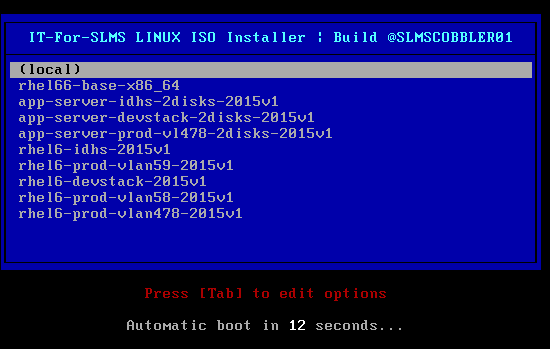 IT-For-SLMS LINUX ISO Installer ¦ Build @SLMSCOBBLER01
(local)
rhel66-base-x86_64
app-server-idhs-2disks-2015v1
app-server-devstack-2disks-2015v1
app-server-prod-vl478-2disks-2015v1
rhel6-idhs-2015v1
rhel6-prod-vlan59-2015v1
rhel6-devstack-2015v1
rhel6-prod-vlan58-2015v1
rhel6-prod-vlan478-2015v1
Press [Tab] to edit options
Automatic boot in 12 seconds...